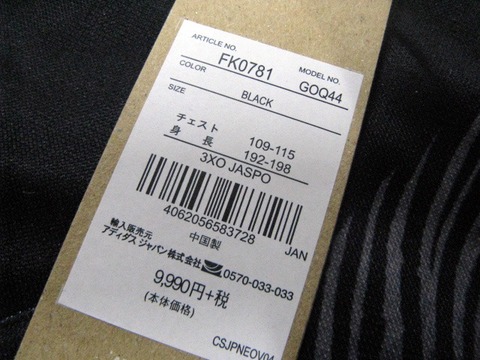 ARTICLE NO. FK0781 MODEL NO. GOQ44
COLOR BLACK
SIZE
チェスト 109-115
身長 192-198
3XO JASPO
4062056583728 JAN
中国製
輸入販売元
アディダス ジャパン株式会社 0570-033-033
9,990円+税
(本体価格)
CSJPNEOV04